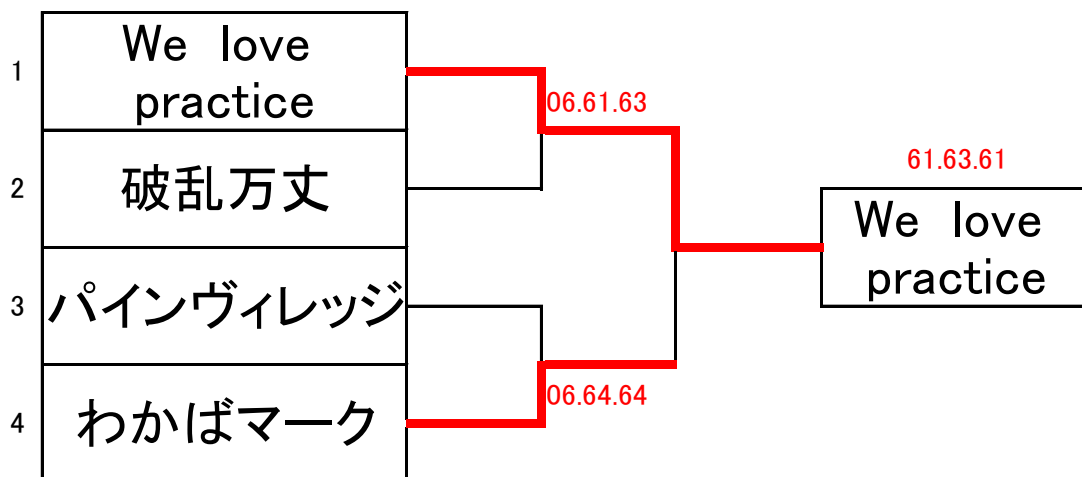 1
We love
practice
06.61.63
2
破乱万丈
61.63.61
We love
practice
3
パインヴィレッジ
4
わかばマーク
06.64.64